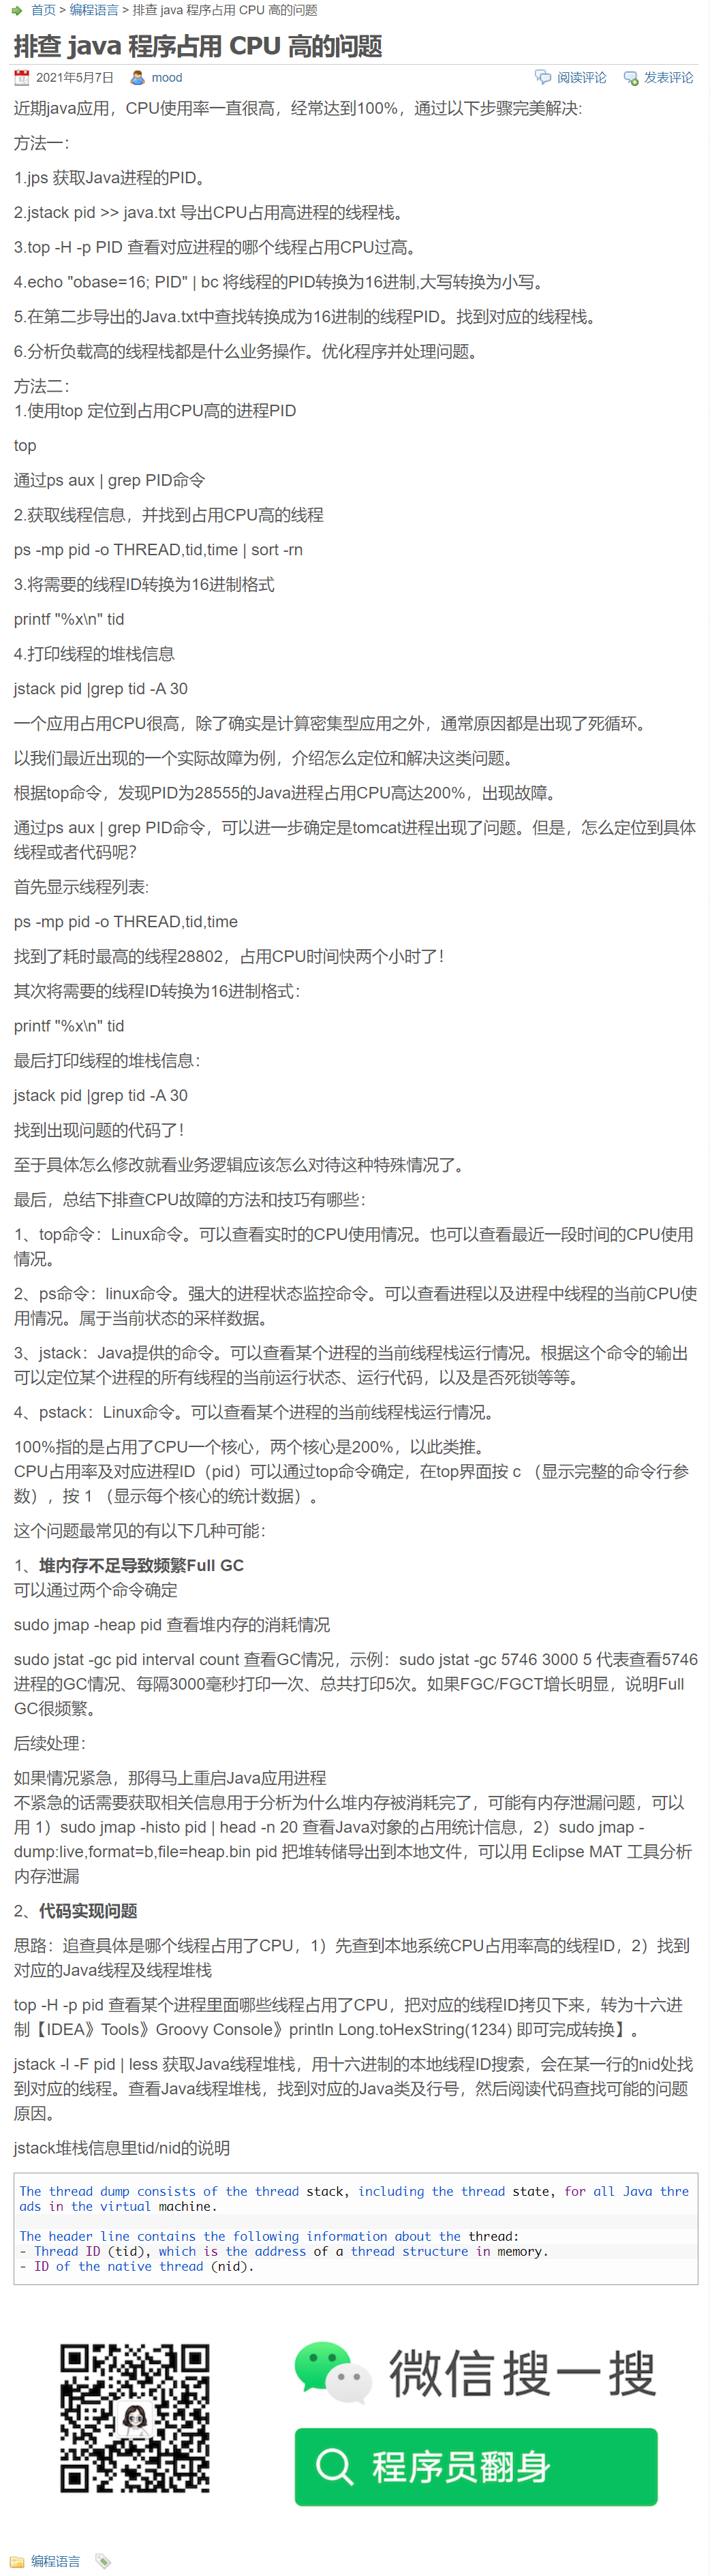 首页 > 编程语言 > 排查 java 程序占用 CPU 高的问题
排查 java 程序占用 CPU 高的问题
2021年5月7日 mood 阅读评论 发表评论
近期java应用，CPU使用率一直很高，经常达到100%，通过以下步骤完美解决:
方法一：
1.jps 获取Java进程的PID。
2.jstack pid >> java.txt 导出CPU占用高进程的线程栈。
3.top -H -p PID 查看对应进程的哪个线程占用CPU过高。
4.echo "obase=16; PID" | bc 将线程的PID转换为16进制,大写转换为小写。
5.在第二步导出的Java.txt中查找转换成为16进制的线程PID。找到对应的线程栈。
6.分析负载高的线程栈都是什么业务操作。优化程序并处理问题。
方法二：
1.使用top 定位到占用CPU高的进程PID
top
通过ps aux | grep PID命令
2.获取线程信息，并找到占用CPU高的线程
ps -mp pid -o THREAD,tid,time | sort -rn
3.将需要的线程ID转换为16进制格式
printf "%x\n" tid
4.打印线程的堆栈信息
jstack pid |grep tid -A 30
一个应用占用CPU很高，除了确实是计算密集型应用之外，通常原因都是出现了死循环。
以我们最近出现的一个实际故障为例，介绍怎么定位和解决这类问题。
根据top命令，发现PID为28555的Java进程占用CPU高达200%，出现故障。
通过ps aux | grep PID命令，可以进一步确定是tomcat进程出现了问题。但是，怎么定位到具体
线程或者代码呢？
首先显示线程列表:
ps -mp pid -o THREAD,tid,time
找到了耗时最高的线程28802，占用CPU时间快两个小时了！
其次将需要的线程ID转换为16进制格式：
printf "%x\n" tid
最后打印线程的堆栈信息：
jstack pid |grep tid -A 30
找到出现问题的代码了！
至于具体怎么修改就看业务逻辑应该怎么对待这种特殊情况了。
最后，总结下排查CPU故障的方法和技巧有哪些：
1、top命令：Linux命令。可以查看实时的CPU使用情况。也可以查看最近一段时间的CPU使用
情况。
2、ps命令：linux命令。强大的进程状态监控命令。可以查看进程以及进程中线程的当前CPU使
用情况。属于当前状态的采样数据。
3、jstack：Java提供的命令。可以查看某个进程的当前线程栈运行情况。根据这个命令的输出
可以定位某个进程的所有线程的当前运行状态、运行代码，以及是否死锁等等。
4、pstack：Linux命令。可以查看某个进程的当前线程栈运行情况。
100%指的是占用了CPU一个核心，两个核心是200%，以此类推。
CPU占用率及对应进程ID（pid）可以通过top命令确定，在top界面按 c （显示完整的命令行参
数），按 1 （显示每个核心的统计数据）。
这个问题最常见的有以下几种可能：
1、堆内存不足导致频繁Full GC
可以通过两个命令确定
sudo jmap -heap pid 查看堆内存的消耗情况
sudo jstat -gc pid interval count 查看GC情况，示例：sudo jstat -gc 5746 3000 5 代表查看5746
进程的GC情况、每隔3000毫秒打印一次、总共打印5次。如果FGC/FGCT增长明显，说明Full
GC很频繁。
后续处理：
如果情况紧急，那得马上重启Java应用进程
不紧急的话需要获取相关信息用于分析为什么堆内存被消耗完了，可能有内存泄漏问题，可以
用 1）sudo jmap -histo pid | head -n 20 查看Java对象的占用统计信息，2）sudo jmap -
dump:live,format=b,file=heap.bin pid 把堆转储导出到本地文件，可以用 Eclipse MAT 工具分析
内存泄漏
2、代码实现问题
思路：追查具体是哪个线程占用了CPU，1）先查到本地系统CPU占用率高的线程ID，2）找到
对应的Java线程及线程堆栈
top -H -p pid 查看某个进程里面哪些线程占用了CPU，把对应的线程ID拷贝下来，转为十六进
制【IDEA》Tools》Groovy Console》println Long.toHexString(1234) 即可完成转换】。
jstack -l -F pid | less 获取Java线程堆栈，用十六进制的本地线程ID搜索，会在某一行的nid处找
到对应的线程。查看Java线程堆栈，找到对应的Java类及行号，然后阅读代码查找可能的问题
原因。
jstack堆栈信息里tid/nid的说明
The thread dump consists of the thread stack, including the thread state, for all Java thre
ads in the virtual machine.
The header line contains the following information about the thread:
- Thread ID (tid), which is the address of a thread structure in memory.
- ID of the native thread (nid).
微信搜一搜
程序员翻身
编程语言